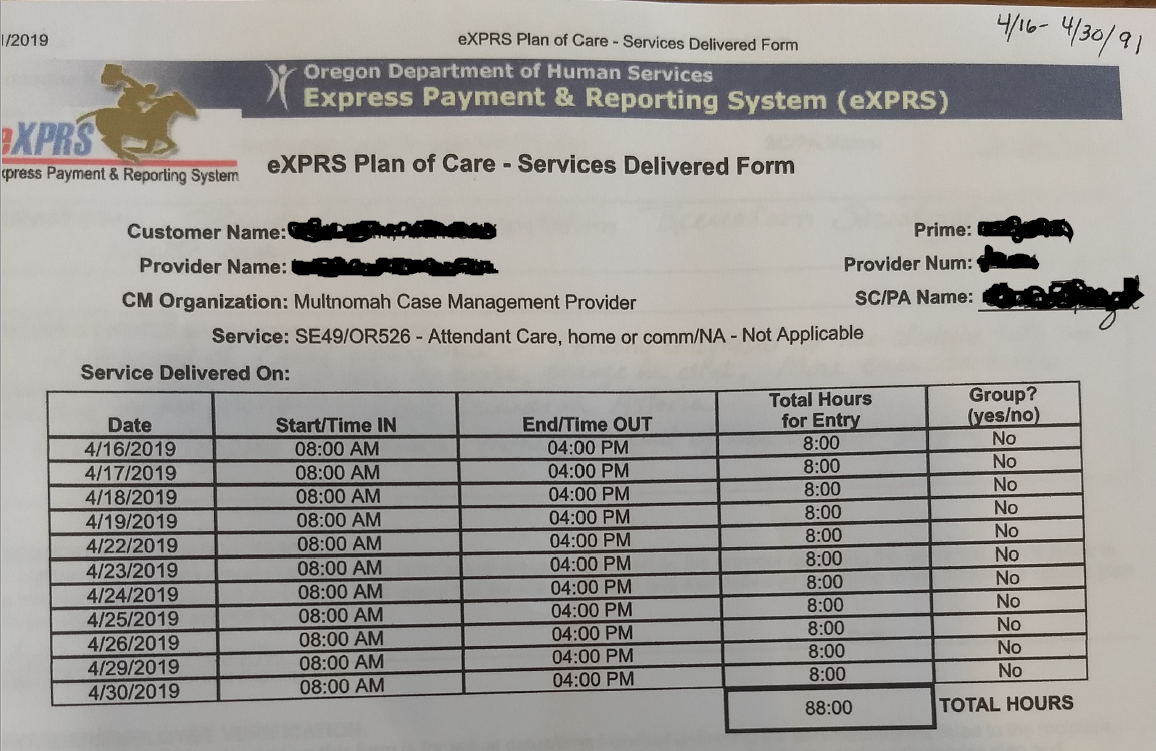 1/2019
eXPRS Plan of Care - Services Delivered Form
4/16- 4/30/91
Oregon Department of Human Services
Express Payment & Reporting System (eXPRS)
eXPRS
xpress Payment & Reporting System
eXPRS Plan of Care - Services Delivered Form
Customer Name:
Prime:
Provider Name:
Provider Num:
CM Organization: Multnomah Case Management Provider
SC/PA Name:
Service: SE49/OR526 - Attendant Care, home or comm/NA - Not Applicable
Service Delivered On:
Date Start/Time IN End/Time OUT Total Hours for Entry Group? (yes/no)
4/16/2019 08:00 AM 04:00 PM 8:00 No
4/17/2019 08:00 AM 04:00 PM 8:00 No
4/18/2019 08:00 AM 04:00 PM 8:00 No
4/19/2019 08:00 AM 04:00 PM 8:00 No
4/22/2019 08:00 AM 04:00 PM 8:00 No
4/23/2019 08:00 AM 04:00 PM 8:00 No
4/24/2019 08:00 AM 04:00 PM 8:00 No
4/25/2019 08:00 AM 04:00 PM 8:00 No
4/26/2019 08:00 AM 04:00 PM 8:00 No
4/29/2019 08:00 AM 04:00 PM 8:00 No
4/30/2019 08:00 AM 04:00 PM 8:00 No
88:00 TOTAL HOURS